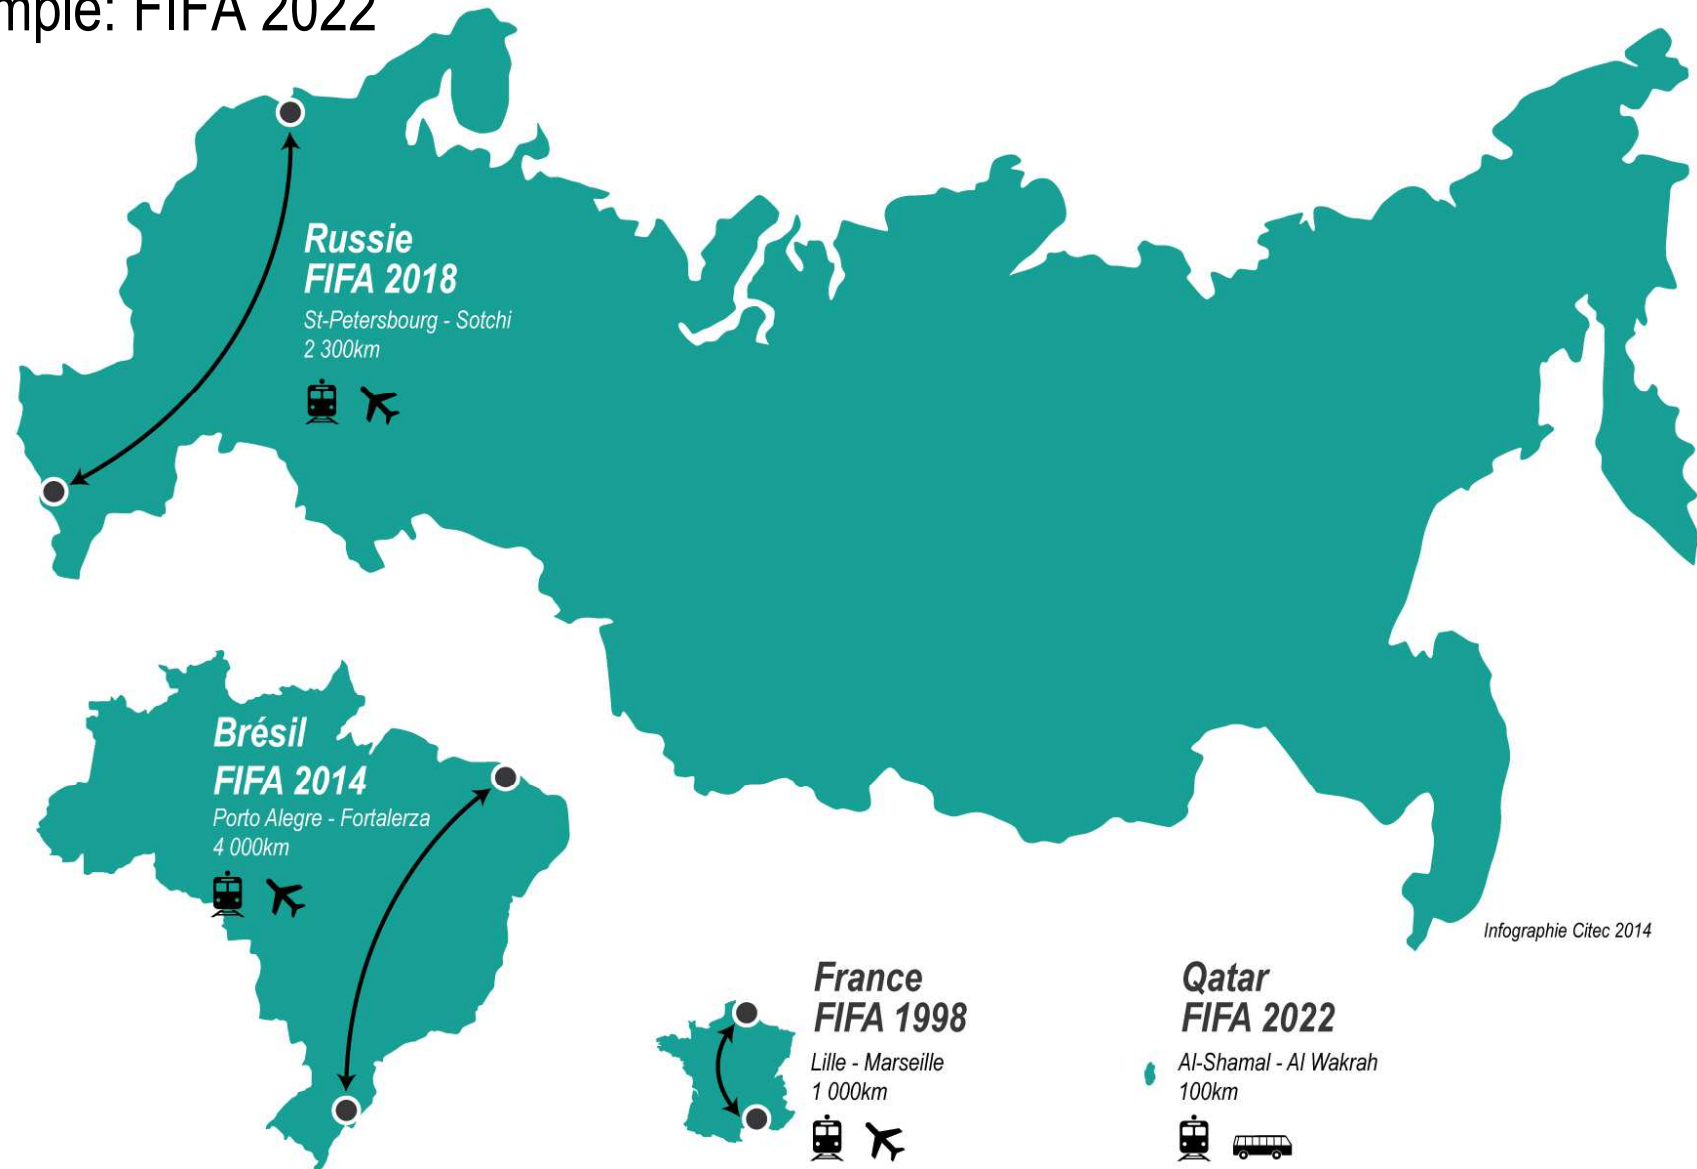 mple: FIFA 2022
Russie
FIFA 2018
St-Petersbourg - Sotchi
2 300km
Brésil
FIFA 2014
Porto Alegre - Fortalerza
4 000km
Infographie Citec 2014
France
FIFA 1998
Lille - Marseille
1 000km
Qatar
FIFA 2022
Al-Shamal - Al Wakrah
100km